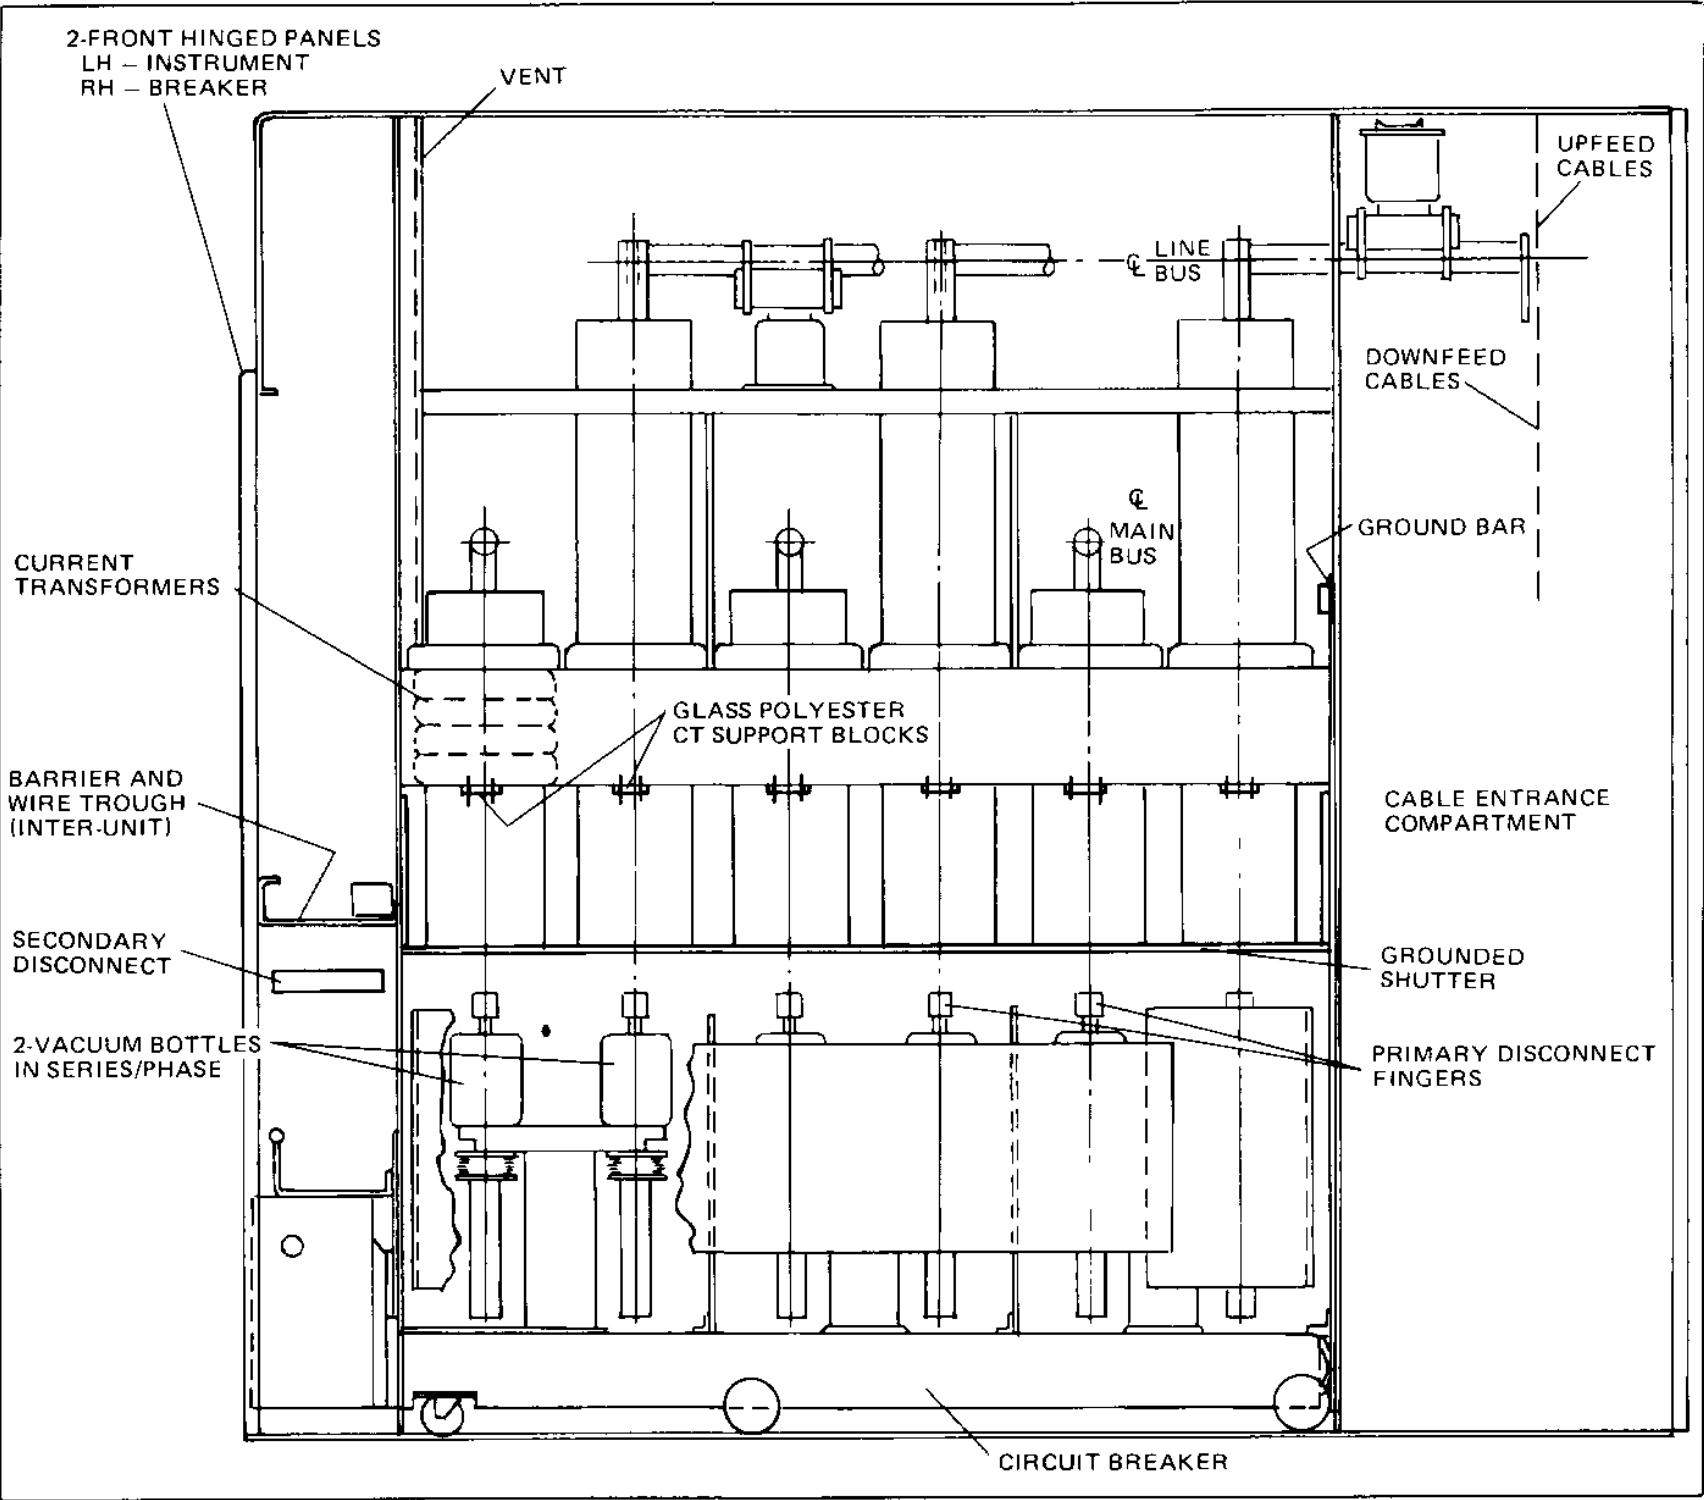 2-FRONT HINGED PANELS
LH – INSTRUMENT
RH – BREAKER
VENT
UPFEED
CABLES
℄ LINE
BUS
DOWNFEED
CABLES
℄
MAIN
BUS
GROUND BAR
CURRENT
TRANSFORMERS
GLASS POLYESTER
CT SUPPORT BLOCKS
BARRIER AND
WIRE TROUGH
(INTER-UNIT)
CABLE ENTRANCE
COMPARTMENT
SECONDARY
DISCONNECT
GROUNDED
SHUTTER
2-VACUUM BOTTLES
IN SERIES/PHASE
PRIMARY DISCONNECT
FINGERS
CIRCUIT BREAKER